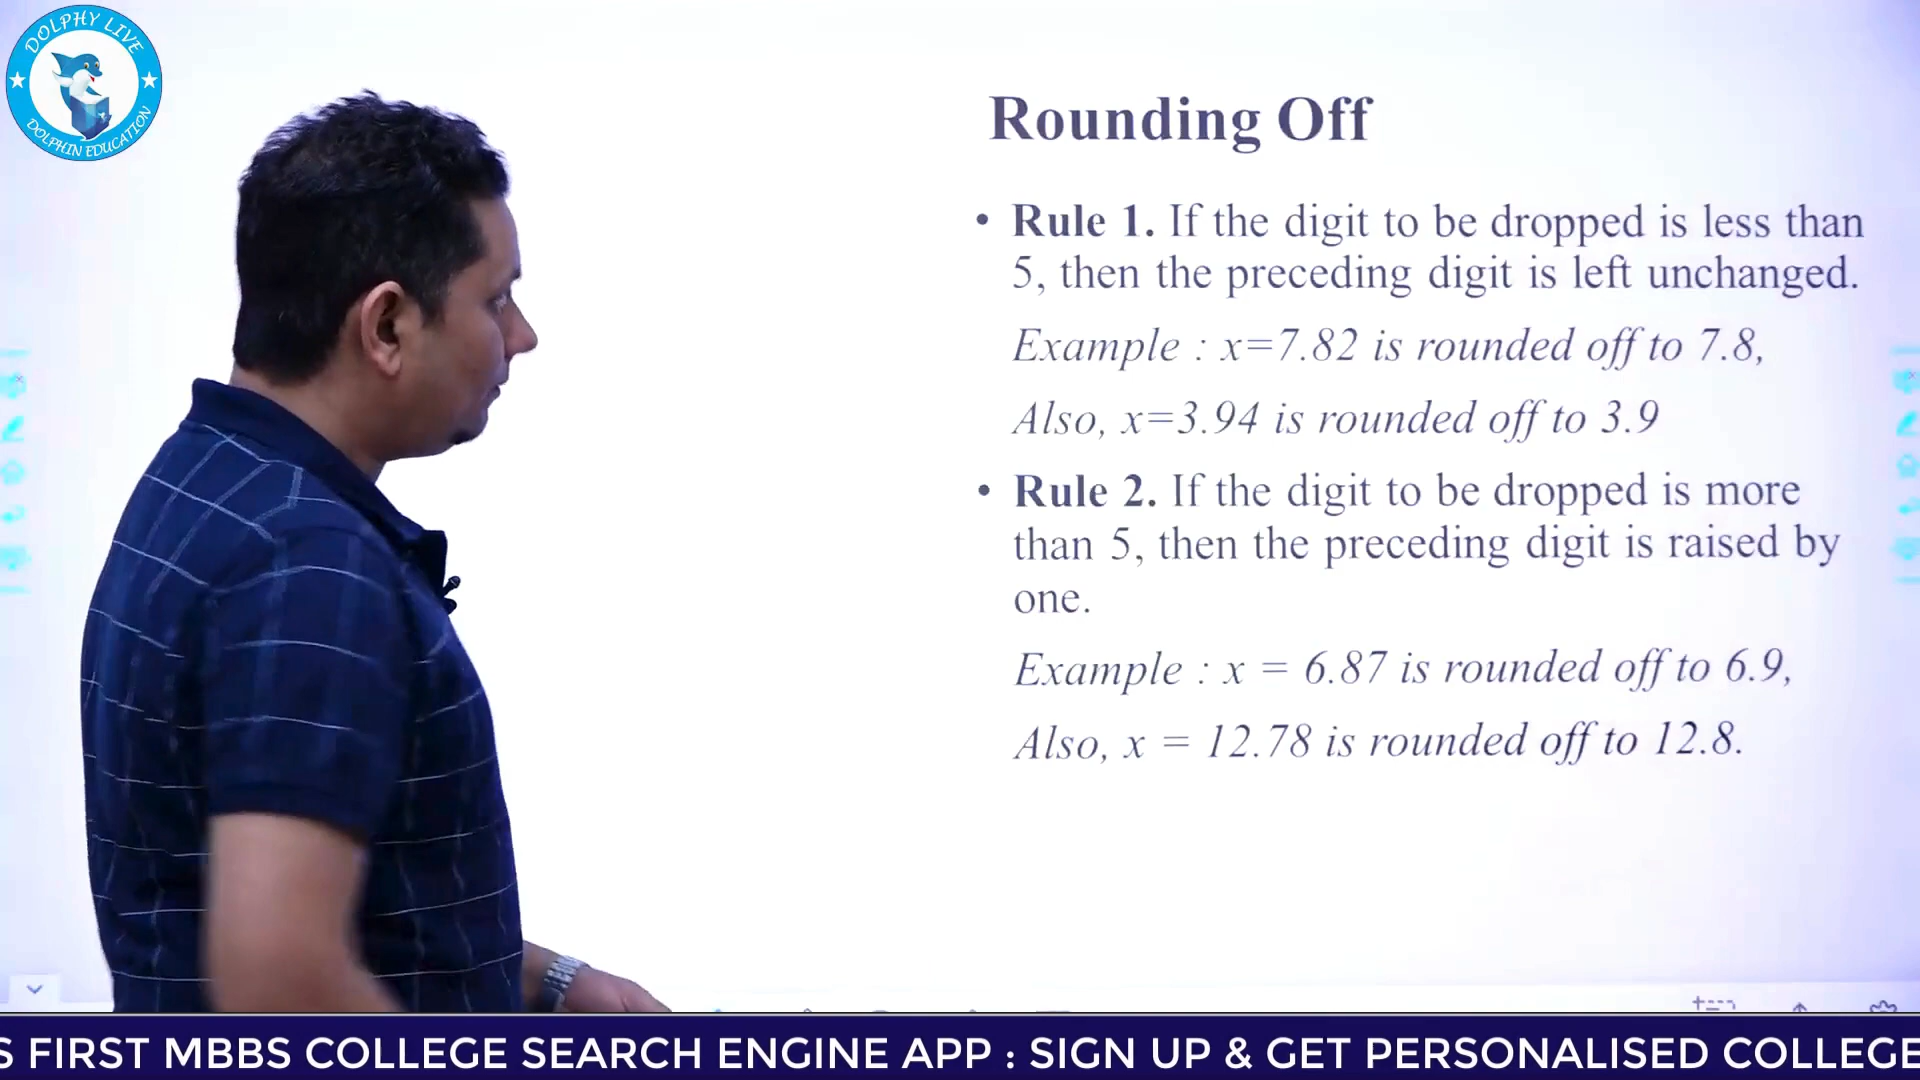 DOLPHY LIVE
DOLPHIN EDUCATION
Rounding Off
• Rule 1. If the digit to be dropped is less than
5, then the preceding digit is left unchanged.
Example : x=7.82 is rounded off to 7.8,
Also, x=3.94 is rounded off to 3.9
• Rule 2. If the digit to be dropped is more
than 5, then the preceding digit is raised by
one.
Example : x = 6.87 is rounded off to 6.9,
Also, x = 12.78 is rounded off to 12.8.
S FIRST MBBS COLLEGE SEARCH ENGINE APP : SIGN UP & GET PERSONALISED COLLEGE